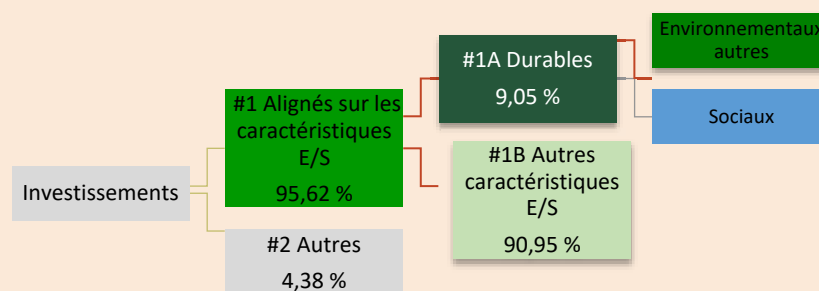 Investissements
#1 Alignés sur les
caractéristiques
E/S
95,62 %
#2 Autres
4,38 %
#1A Durables
9,05 %
#1B Autres
caractéristiques
E/S
90,95 %
Environnementaux
autres
Sociaux